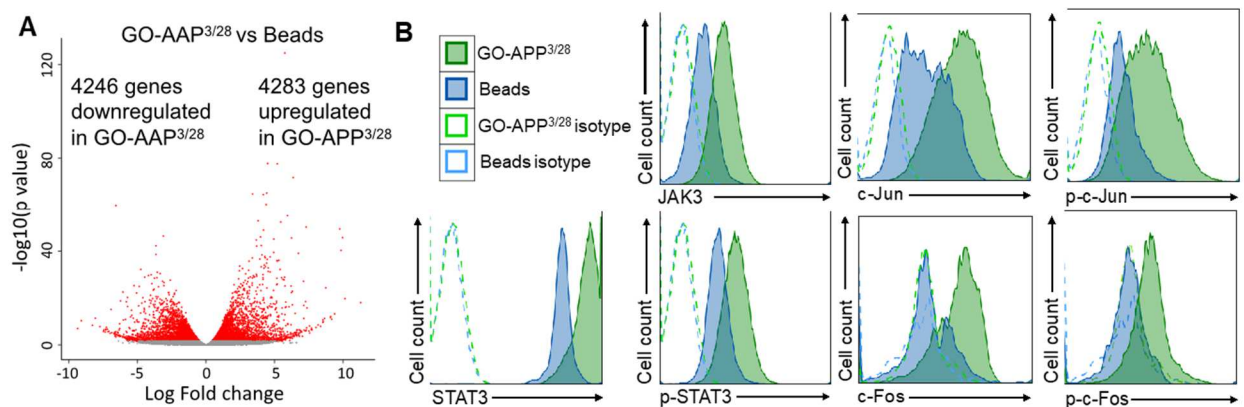 A
GO-AAP3/28 vs Beads
4246 genes
downregulated
in GO-AAP3/28
4283 genes
upregulated
in GO-APP3/28
120
80
40
0
-log10(p value)
-10
-5
0
5
10
Log Fold change
B
GO-APP3/28
Beads
GO-APP3/28 isotype
Beads isotype
Cell count
JAK3
Cell count
c-Jun
Cell count
p-c-Jun
Cell count
STAT3
Cell count
p-STAT3
Cell count
c-Fos
Cell count
p-c-Fos